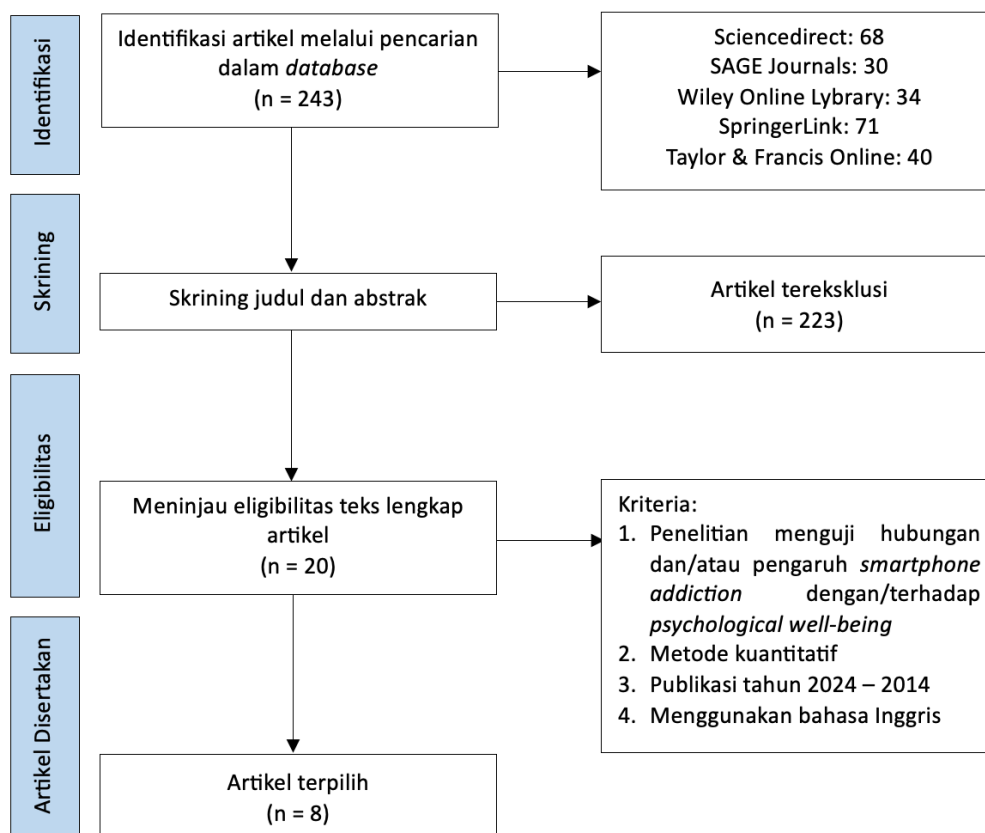 Identifikasi
Identifikasi artikel melalui pencarian
dalam database
(n = 243)
Sciencedirect: 68
SAGE Journals: 30
Wiley Online Lybrary: 34
SpringerLink: 71
Taylor & Francis Online: 40
Skrining
Skrining judul dan abstrak
Artikel tereksklusi
(n = 223)
Eligibilitas
Meninjau eligibilitas teks lengkap
artikel
(n = 20)
Kriteria:
1. Penelitian menguji hubungan
dan/atau pengaruh smartphone
addiction dengan/terhadap
psychological well-being
2. Metode kuantitatif
3. Publikasi tahun 2024 – 2014
4. Menggunakan bahasa Inggris
Artikel Disertakan
Artikel terpilih
(n = 8)